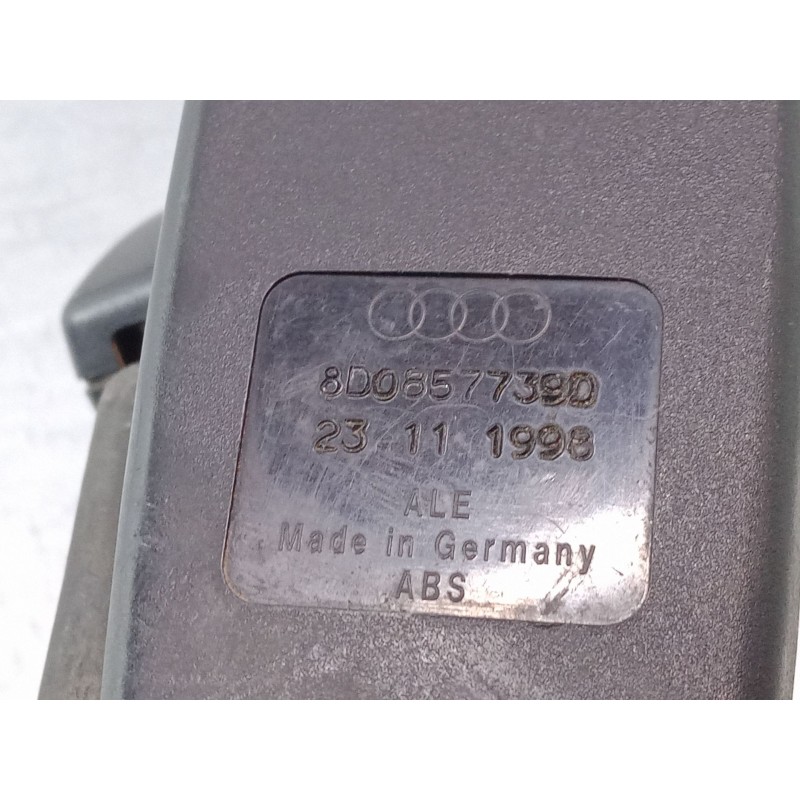 8D0857739D
23 11 1998
ALE
Made in Germany
ABS